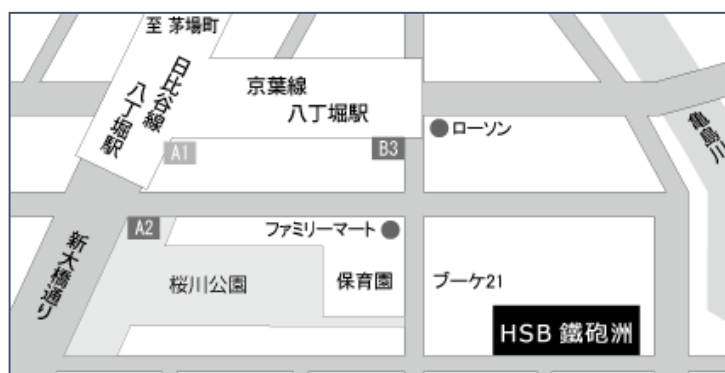 至 茅場町
日比谷線
八丁堀駅
京葉線
八丁堀駅
A1
B3
ローソン
亀島川
A2
ファミリーマート
新大橋通り
桜川公園
保育園
ブーケ21
HSB 鐵砲洲